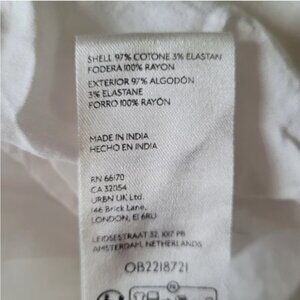 SHELL 97% COTONE 3% ELASTAN
FODERA 100% RAYON
EXTERIOR 97% ALGODÓN
3% ELASTANE
FORRO 100% RAYÓN
MADE IN INDIA
HECHO EN INDIA
RN 66170
CA 32054
URBN UK Ltd.
146 Brick Lane,
LONDON, E1 6RU
LEIDSESTRAAT 32, 1017 PB
AMSTERDAM, NETHERLANDS
OB2218721